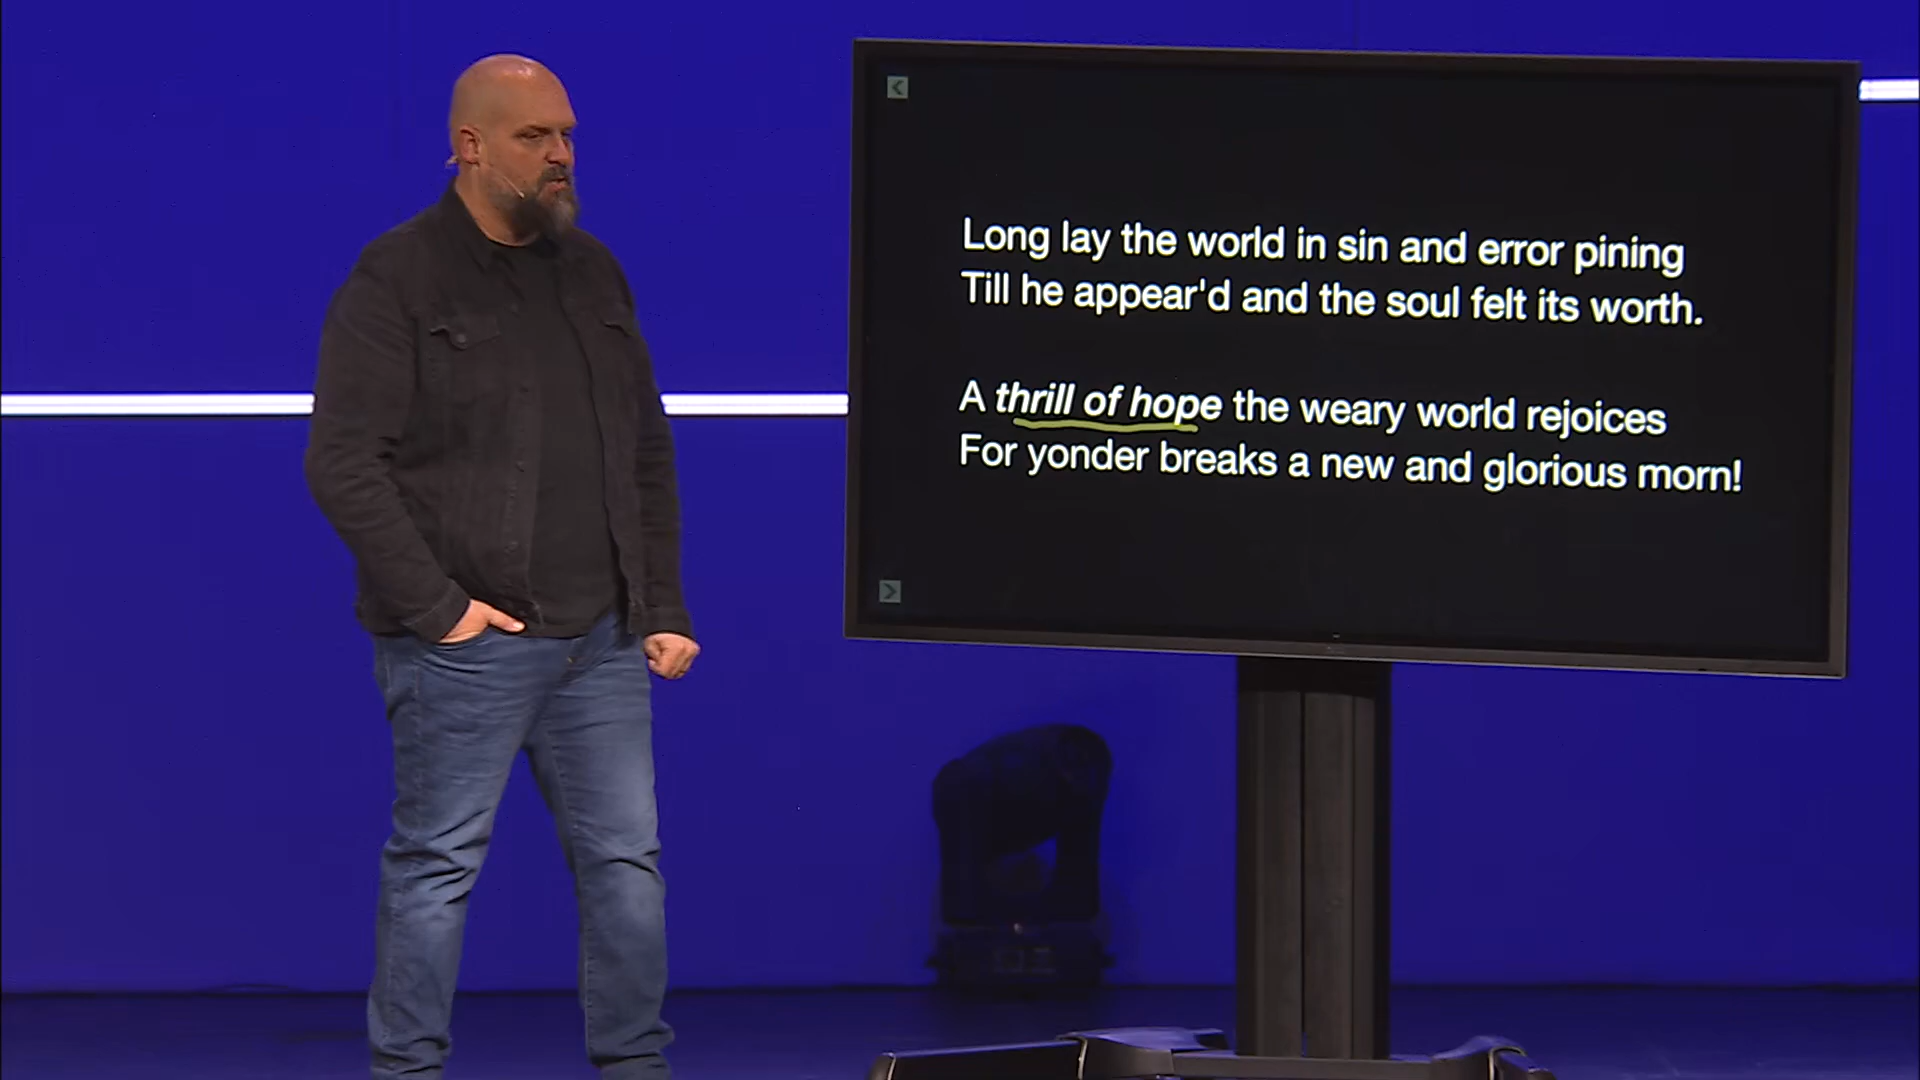 Long lay the world in sin and error pining
Till he appear'd and the soul felt its worth.
A thrill of hope the weary world rejoices
For yonder breaks a new and glorious morn!